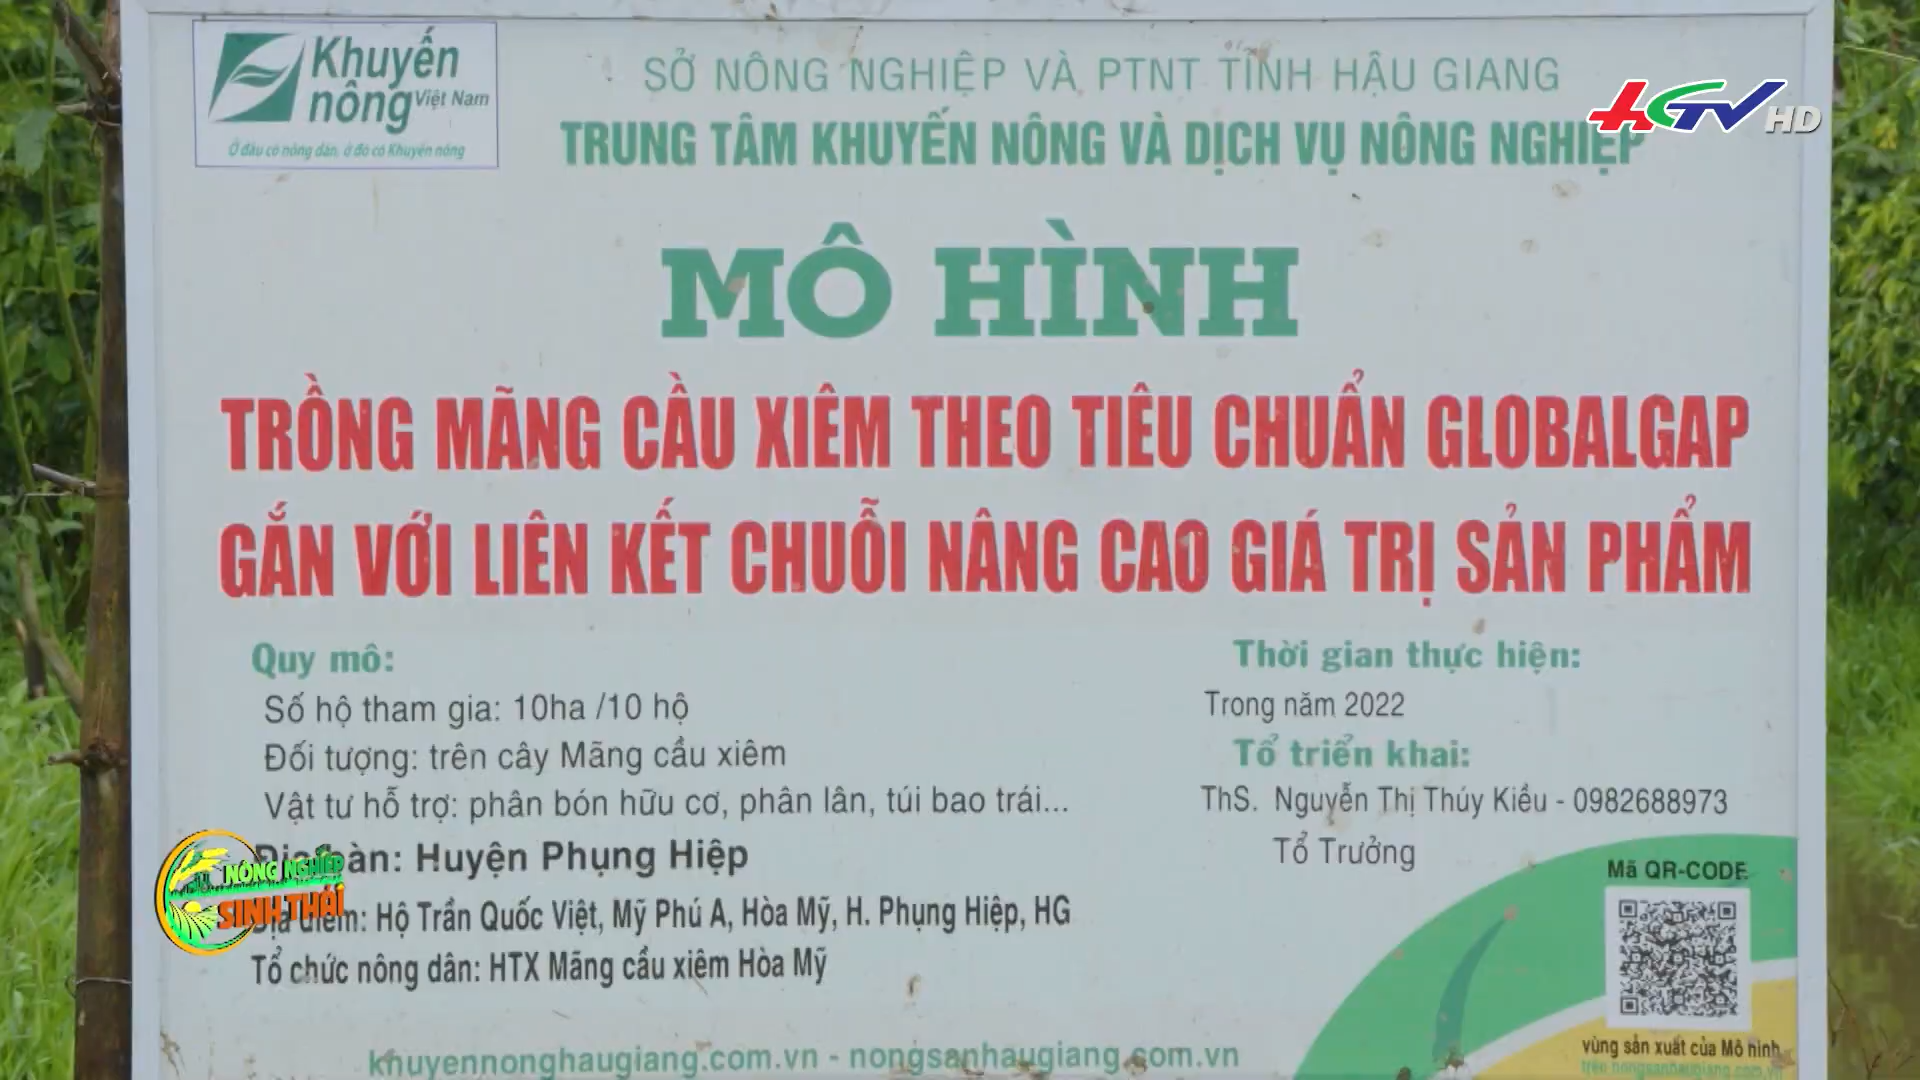 Khuyến
nông Việt Nam
Ở đâu có nông dân, ở đó có Khuyến nông
SỞ NÔNG NGHIỆP VÀ PTNT TỈNH HẬU GIANG
HGTV HD
TRUNG TÂM KHUYẾN NÔNG VÀ DỊCH VỤ NÔNG NGHIỆP
MÔ HÌNH
TRỒNG MÃNG CẦU XIÊM THEO TIÊU CHUẨN GLOBALGAP
GẮN VỚI LIÊN KẾT CHUỖI NÂNG CAO GIÁ TRỊ SẢN PHẨM
Quy mô:
Số hộ tham gia: 10ha /10 hộ
Đối tượng: trên cây Mãng cầu xiêm
Vật tư hỗ trợ: phân bón hữu cơ, phân lân, túi bao trái...
Địa bàn: Huyện Phụng Hiệp
Địa điểm: Hộ Trần Quốc Việt, Mỹ Phú A, Hòa Mỹ, H. Phụng Hiệp, HG
Tổ chức nông dân: HTX Mãng cầu xiêm Hòa Mỹ
NÔNG NGHIỆP
SINH THÁI
Thời gian thực hiện:
Trong năm 2022
Tổ triển khai:
ThS. Nguyễn Thị Thúy Kiều - 0982688973
Tổ Trưởng
Mã QR-CODE
vùng sản xuất của Mô hình
trên nongsanhaugiang.com.vn
khuyennonghaugiang.com.vn - nongsanhaugiang.com.vn